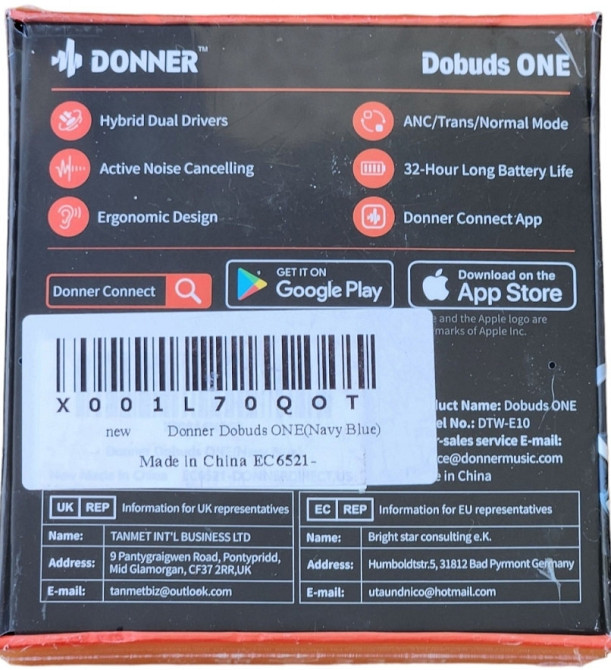 DONNER™
Dobuds ONE
Hybrid Dual Drivers
ANC/Trans/Normal Mode
Active Noise Cancelling
32-Hour Long Battery Life
Ergonomic Design
Donner Connect App
Donner Connect
GET IT ON
Google Play
Download on the
App Store
and the Apple logo are
marks of Apple Inc.
X001L70QOT
new Donner Dobuds ONE(Navy Blue)
Made in China EC6521-
uct Name: Dobuds ONE
el No.: DTW-E10
r-sales service E-mail:
ce@donnermusic.com
e in China
UK REP Information for UK representatives
Name: TANMET INT'L BUSINESS LTD
Address: 9 Pantygraigwen Road, Pontypridd,
Mid Glamorgan, CF37 2RR,UK
E-mail: tanmetbiz@outlook.com
EC REP Information for EU representatives
Name: Bright star consulting e.K.
Address: Humboldtstr.5, 31812 Bad Pyrmont Germany
E-mail: utaundnico@hotmail.com